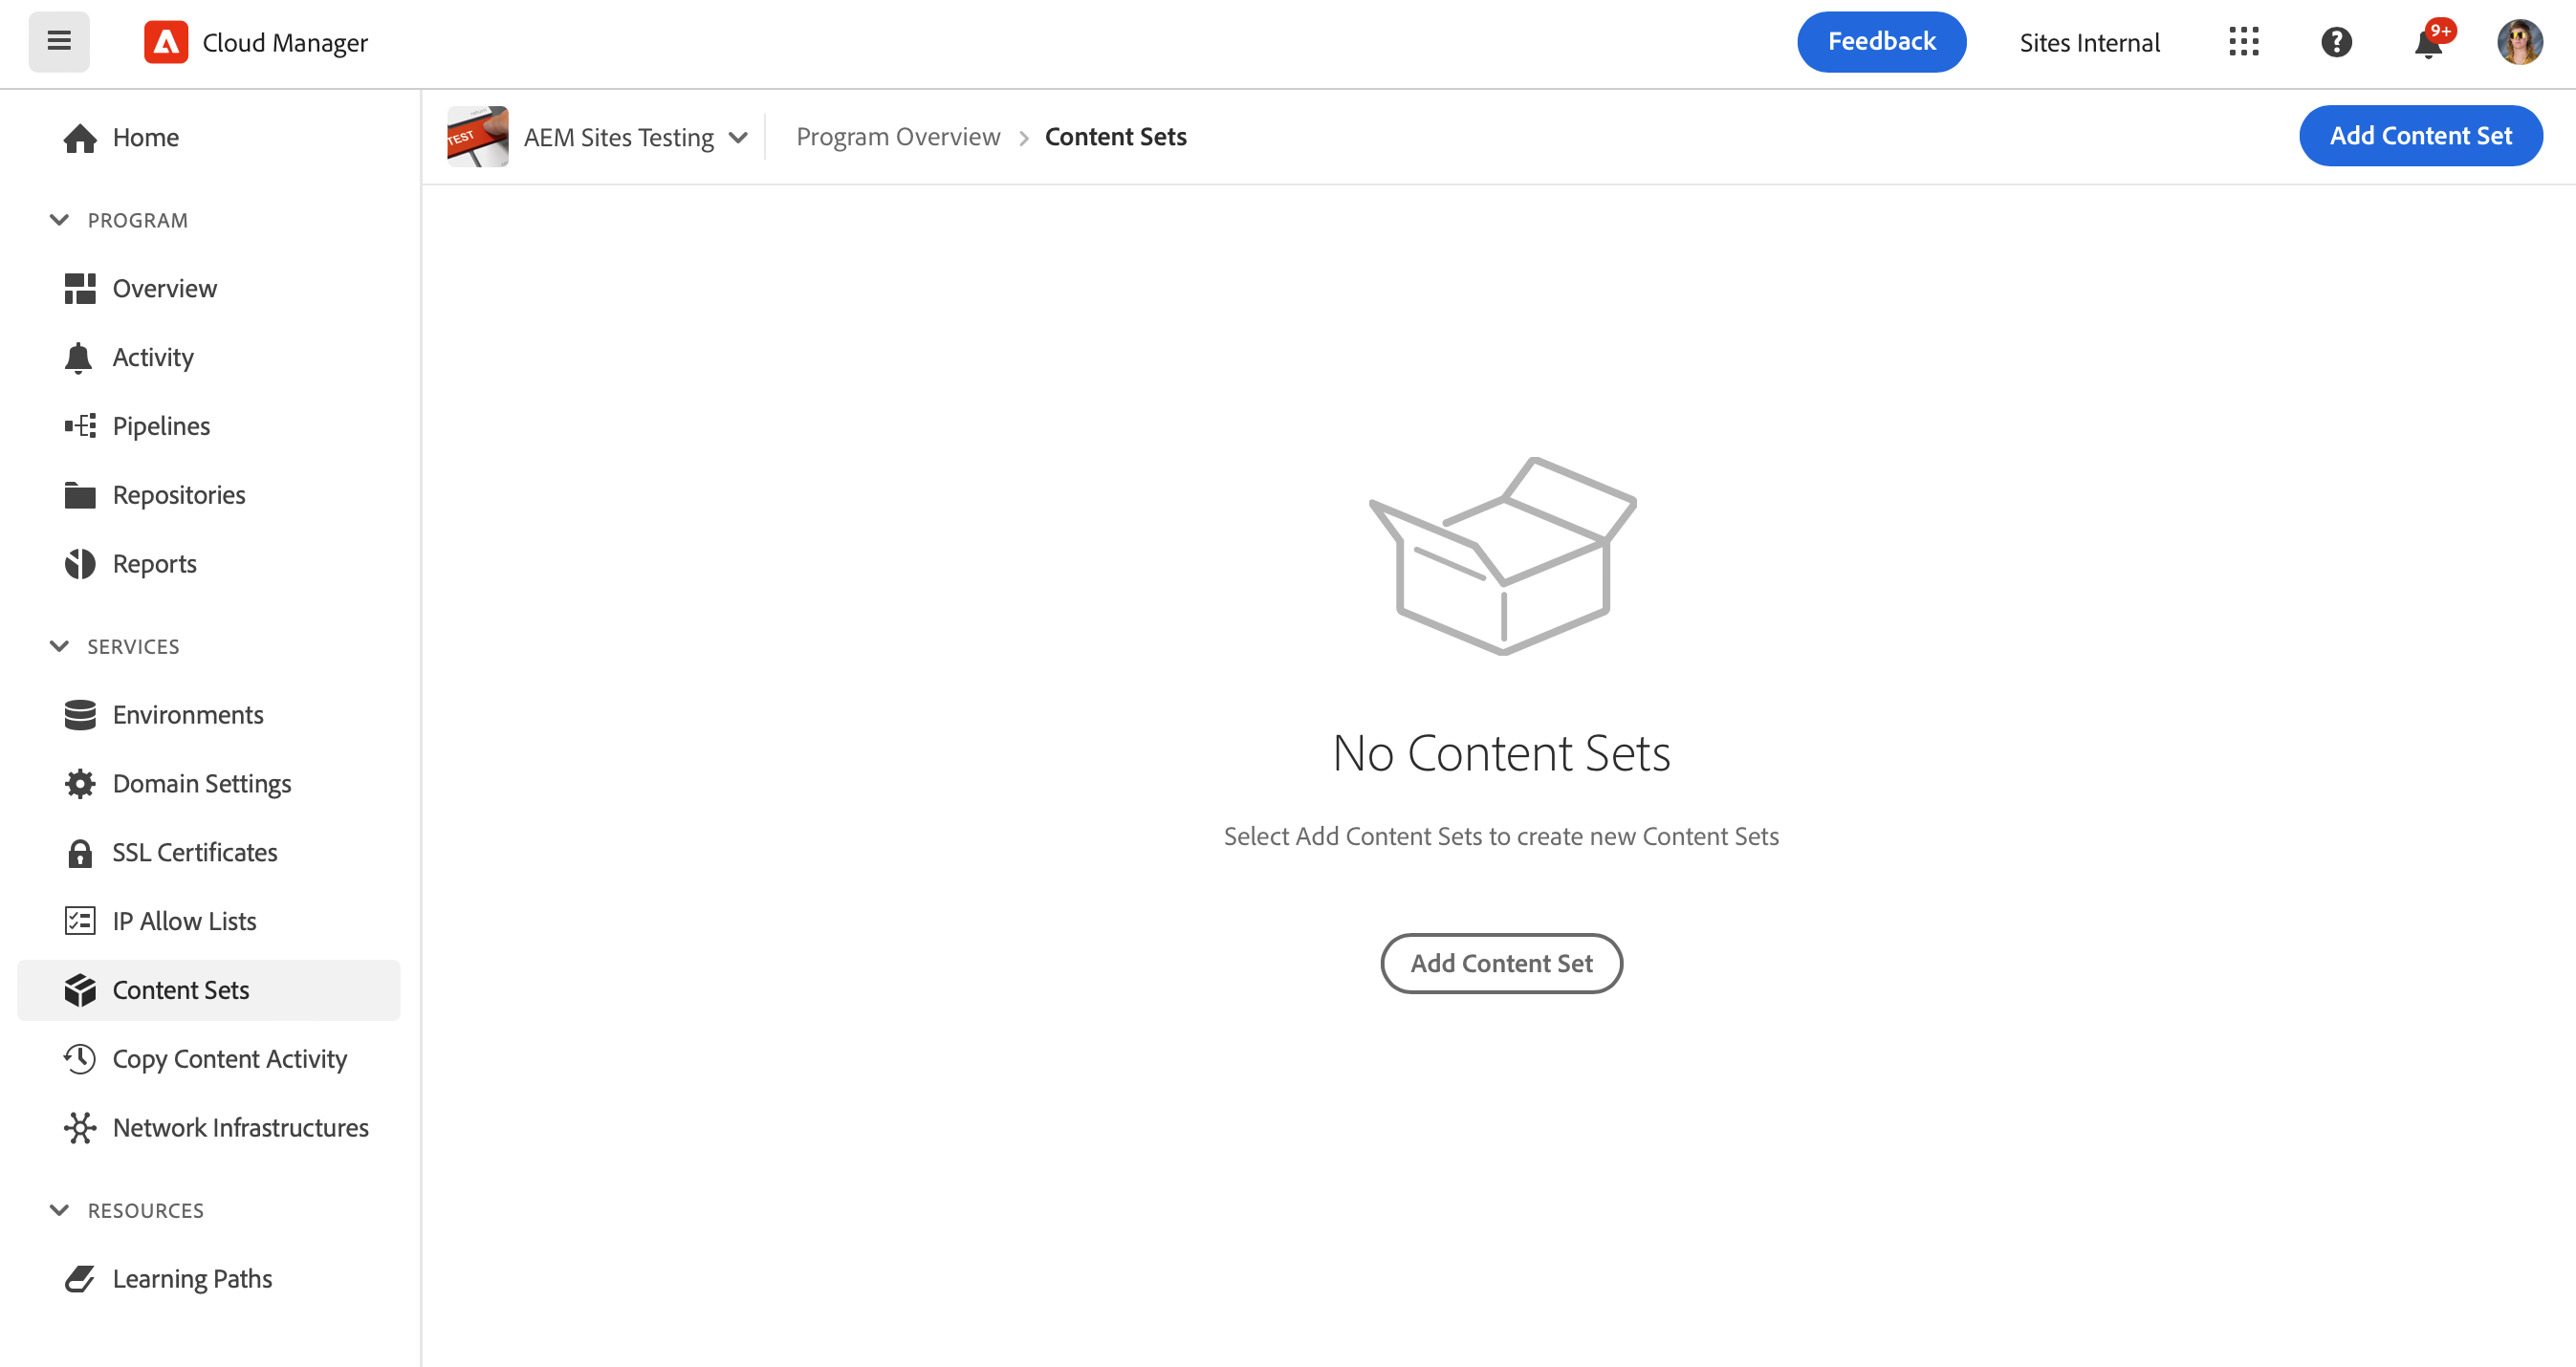 Cloud Manager
Feedback
Sites Internal
9+
Home
PROGRAM
Overview
Activity
Pipelines
Repositories
Reports
SERVICES
Environments
Domain Settings
SSL Certificates
IP Allow Lists
Content Sets
Copy Content Activity
Network Infrastructures
RESOURCES
Learning Paths
TEST
AEM Sites Testing
Program Overview > Content Sets
Add Content Set
No Content Sets
Select Add Content Sets to create new Content Sets
Add Content Set